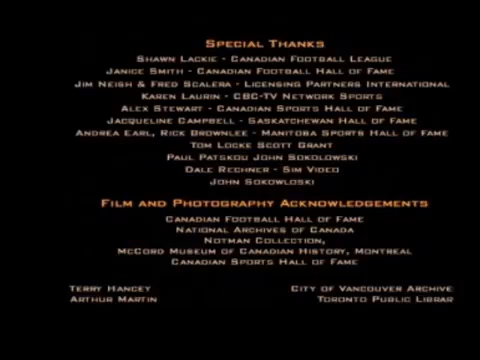 Special Thanks
Shawn Lackie - Canadian Football League
Janice Smith - Canadian Football Hall of Fame
Jim Neish & Fred Scalera - Licensing Partners International
Karen Laurin - CBC-TV Network Sports
Alex Stewart - Canadian Sports Hall of Fame
Jacqueline Campbell - Saskatchewan Hall of Fame
Andrea Earl, Rick Brownlee - Manitoba Sports Hall of Fame
Tom Locke Scott Grant
Paul Patskou John Sokolowski
Dale Rechner - Sim Video
John Sokowloski
Film and Photography Acknowledgements
Canadian Football Hall of Fame
National Archives of Canada
Notman Collection,
McCord Museum of Canadian History, Montreal
Canadian Sports Hall of Fame
Terry Hancey City of Vancouver Archive
Arthur Martin Toronto Public Librar